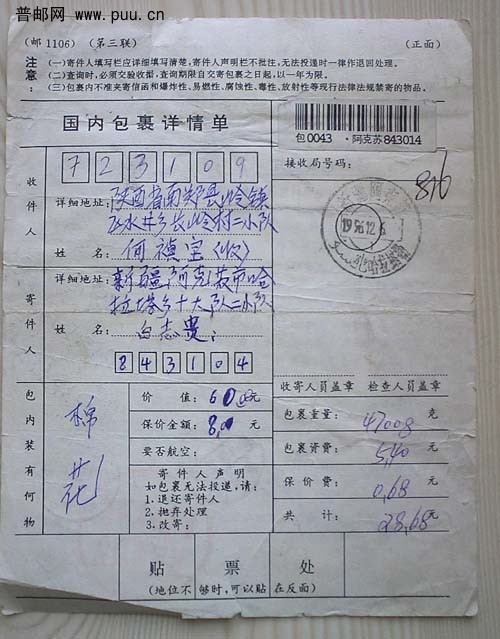 普邮网 www.puu.cn
(邮1106) (第三联) (正面)
注意:
(一)寄件人填写栏应详细填写清楚,寄件人声明栏不批注,无法投递时一律作退回处理。
(二)查询时,必须交验收据,查询期限自交寄包裹之日起,以一年为限。
(三)包裹内不准夹寄信函和爆炸性、易燃性、腐蚀性、毒性、放射性等现行法律法规禁寄的物品。
国内包裹详情单
包0043·阿克苏843014
接收局号码:
816
723109
收件人
详细地址:陕西省南郑县 岭镇
水井乡长岭村二小队
姓 名:何祯宝(收)
1996.12.6
寄件人
详细地址:新疆阿克苏市哈
拉塔乡十大队二小队
姓 名:白志贵
843104
收寄人员盖章 检查人员盖章
包内装有何物
棉花
价 值:60.00元
保价金额:8.00元
要否航空:
寄件人声明
如包裹无法投递,请:
1.退还寄件人
2.抛弃处理
3.改寄:
包裹重量:4700g 克
包裹资费:5.40 元
保 价 费:0.68 元
共 计:28.68 元
贴票处
(地位不够时,可以贴在反面)